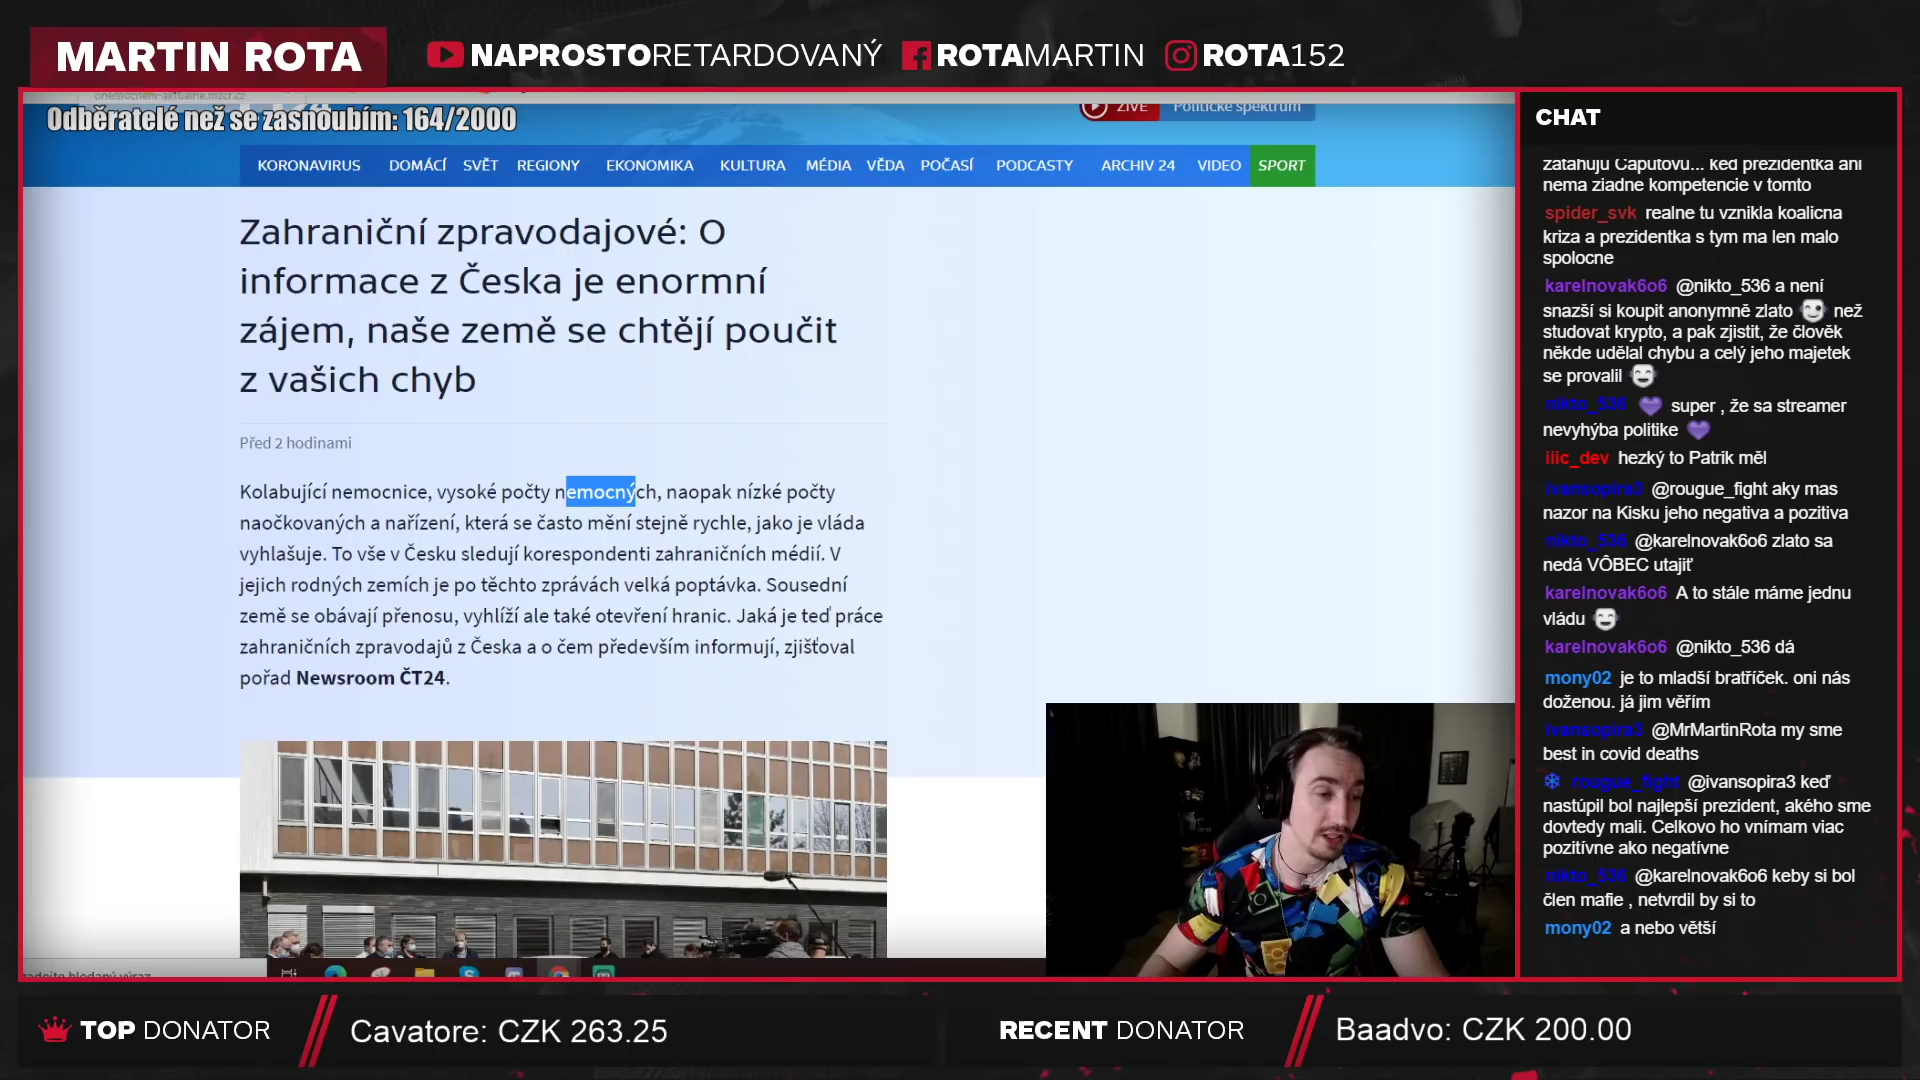 MARTIN ROTA
NAPROSTORETARDOVANÝ
ROTAMARTIN
ROTA152
Odběratelé než se zasnoubím: 164/2000
ŽIVĚ
Politické spektrum
KORONAVIRUS DOMÁCÍ SVĚT REGIONY EKONOMIKA KULTURA MÉDIA VĚDA POČASÍ PODCASTY ARCHIV 24 VIDEO SPORT
Zahraniční zpravodajové: O
informace z Česka je enormní
zájem, naše země se chtějí poučit
z vašich chyb
Před 2 hodinami
Kolabující nemocnice, vysoké počty nemocných, naopak nízké počty
naočkovaných a nařízení, která se často mění stejně rychle, jako je vláda
vyhlašuje. To vše v Česku sledují korespondenti zahraničních médií. V
jejich rodných zemích je po těchto zprávách velká poptávka. Sousední
země se obávají přenosu, vyhlíží ale také otevření hranic. Jaká je teď práce
zahraničních zpravodajů z Česka a o čem především informují, zjišťoval
pořad Newsroom ČT24.
CHAT
zatahuju Caputovu... ked prezidentka ani
nema ziadne kompetencie v tomto
spider_svk realne tu vznikla koalicna
kriza a prezidentka s tym ma len malo
spolocne
karelnovak6o6 @nikto_536 a není
snazší si koupit anonymně zlato než
studovat krypto, a pak zjistit, že člověk
někde udělal chybu a celý jeho majetek
se provalil
nikto_536 super , že sa streamer
nevyhýba politike
iiic_dev hezký to Patrik měl
ivansopira3 @rougue_fight aky mas
nazor na Kisku jeho negativa a pozitiva
nikto_536 @karelnovak6o6 zlato sa
nedá VÔBEC utajiť
karelnovak6o6 A to stále máme jednu
vládu
karelnovak6o6 @nikto_536 dá
mony02 je to mladší bratříček. oni nás
doženou. já jim věřím
ivansopira3 @MrMartinRota my sme
best in covid deaths
rougue_fight @ivansopira3 keď
nastúpil bol najlepší prezident, akého sme
dovtedy mali. Celkovo ho vnímam viac
pozitívne ako negatívne
nikto_536 @karelnovak6o6 keby si bol
člen mafie , netvrdil by si to
mony02 a nebo větší
TOP DONATOR
Cavatore: CZK 263.25
RECENT DONATOR
Baadvo: CZK 200.00